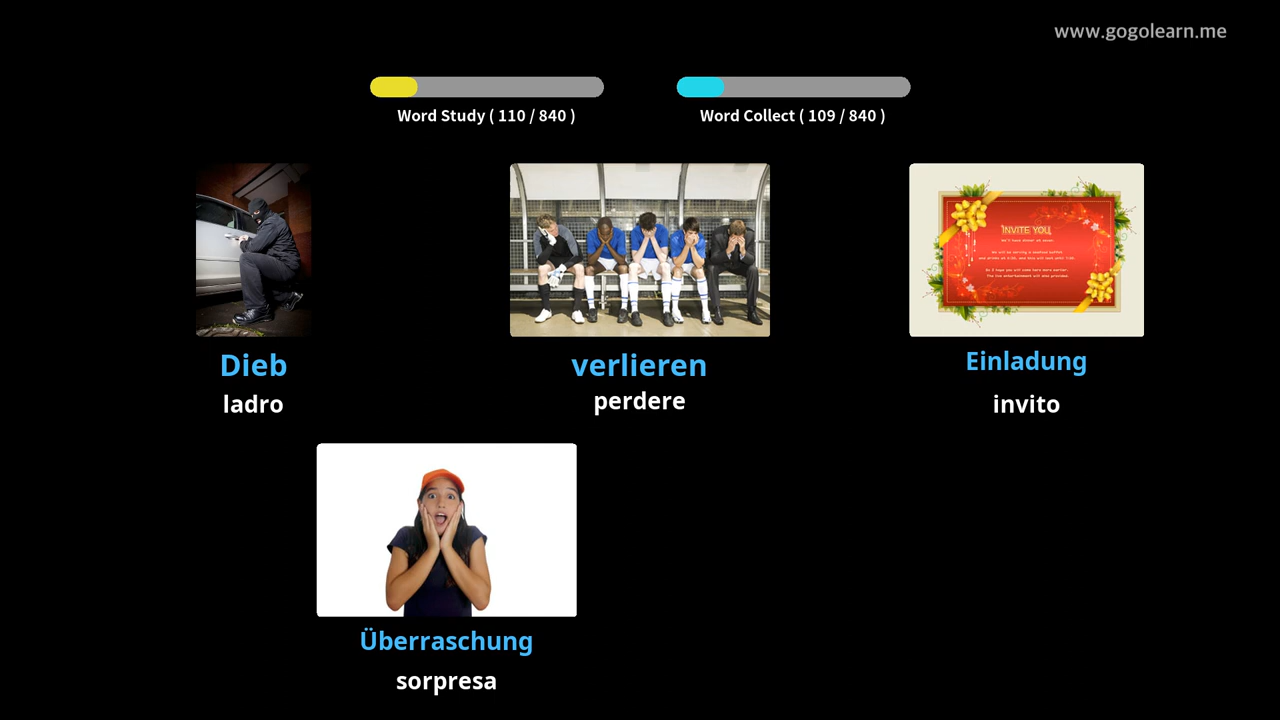 www.gogolearn.me
Word Study ( 110 / 840 )
Word Collect ( 109 / 840 )
INVITE YOU
Dieb
ladro
verlieren
perdere
Einladung
invito
Überraschung
sorpresa